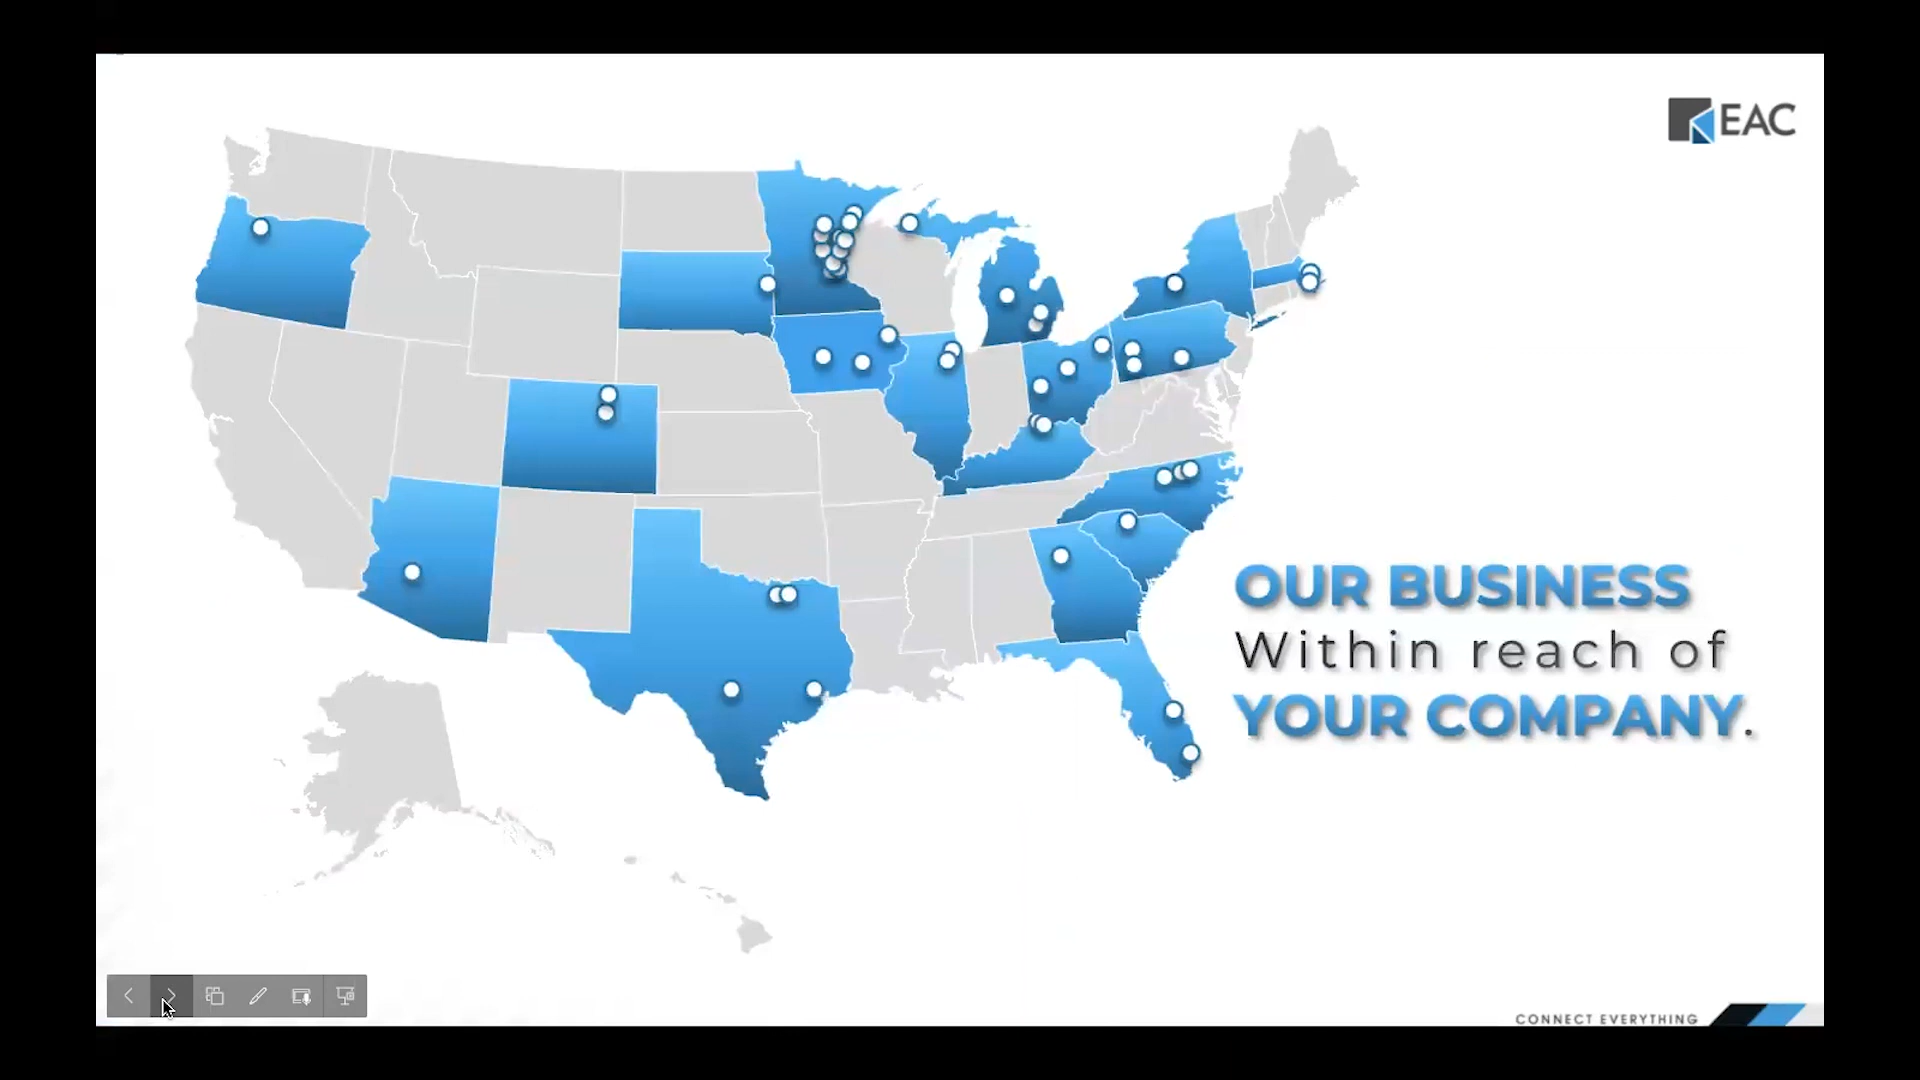 EAC
OUR BUSINESS
Within reach of
YOUR COMPANY.
CONNECT EVERYTHING